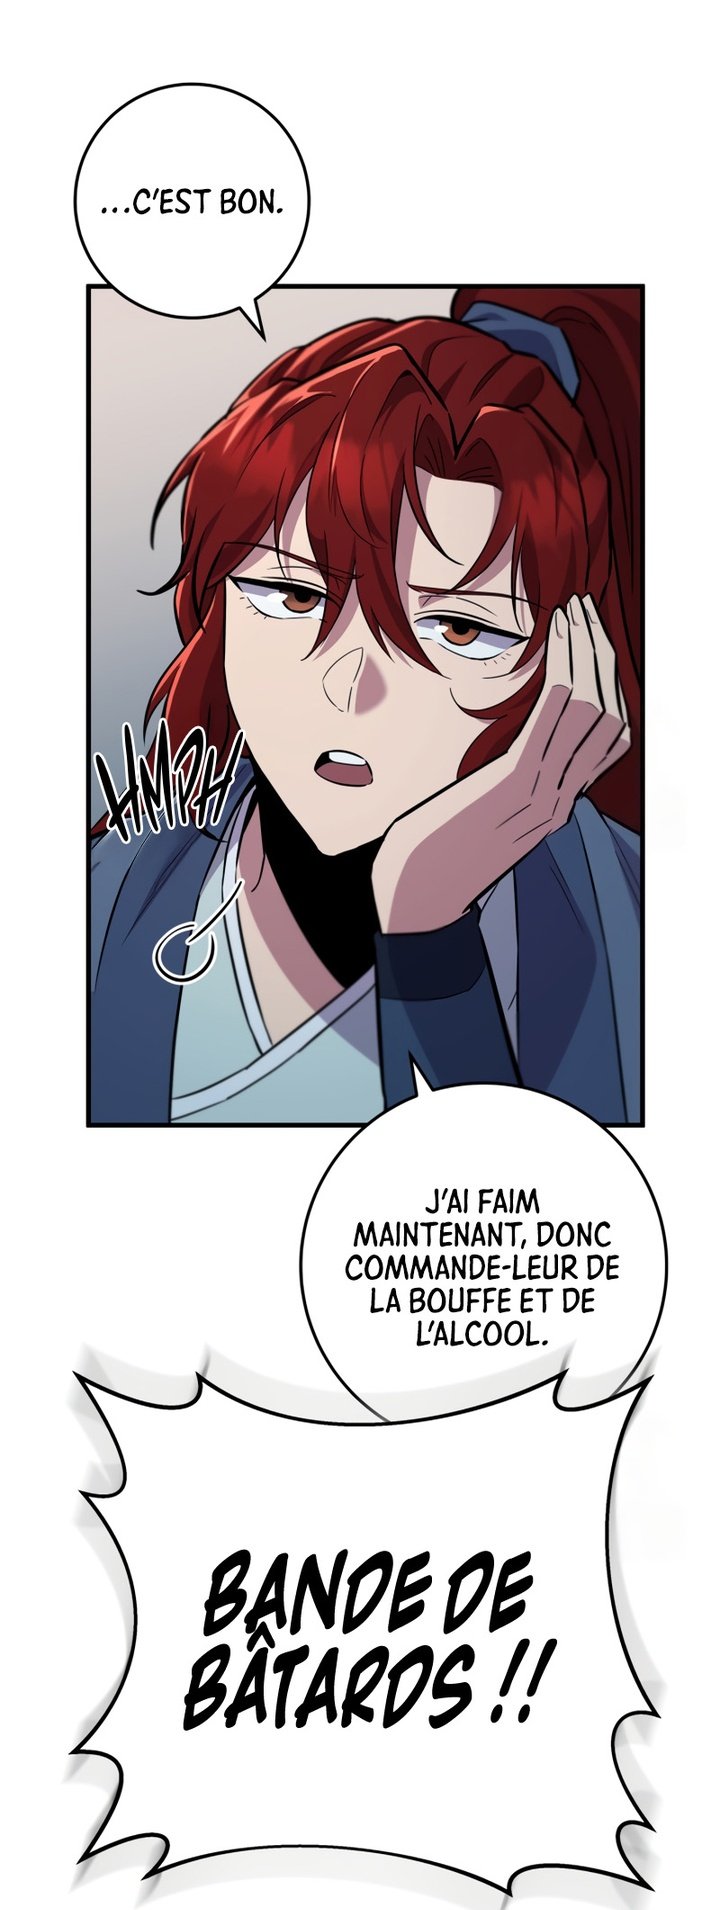 ...C'EST BON.
HMPH
J'AI FAIM
MAINTENANT, DONC
COMMANDE-LEUR DE
LA BOUFFE ET DE
L'ALCOOL.
BANDE DE
BÂTARDS !!